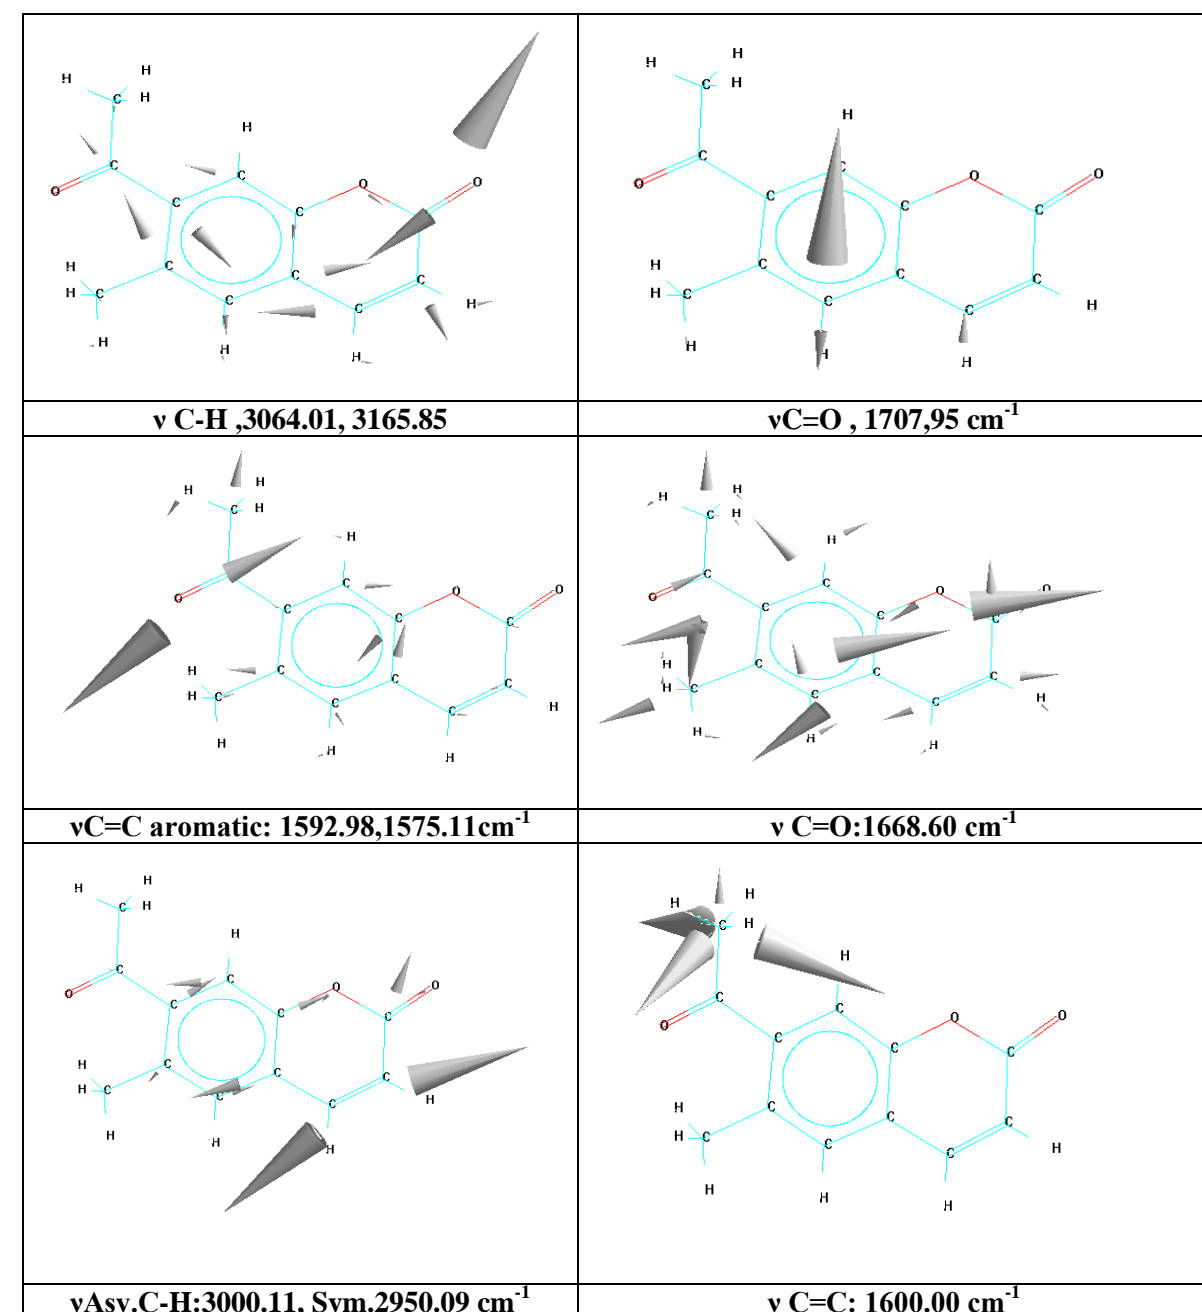 H H H C H C C O O C O C C C C C H H C C C H H H H
ν C-H ,3064.01, 3165.85
H H H C H C C O O C O C C C C C H H C C C H H H H
νC=O , 1707,95 cm-1
H H H C H C O O O C C C C C H H C C C H H H H
νC=C aromatic: 1592.98,1575.11cm-1
H H H C H C C O O O C C C C C H H C C C H H H H
ν C=O:1668.60 cm-1
H H H C H C C O O O C C C C C H H C C C H H H H
νAsy.C-H:3000.11, Sym.2950.09 cm-1
H H H C H C C O O O C C C C C H H C C C H H H H
ν C=C: 1600.00 cm-1